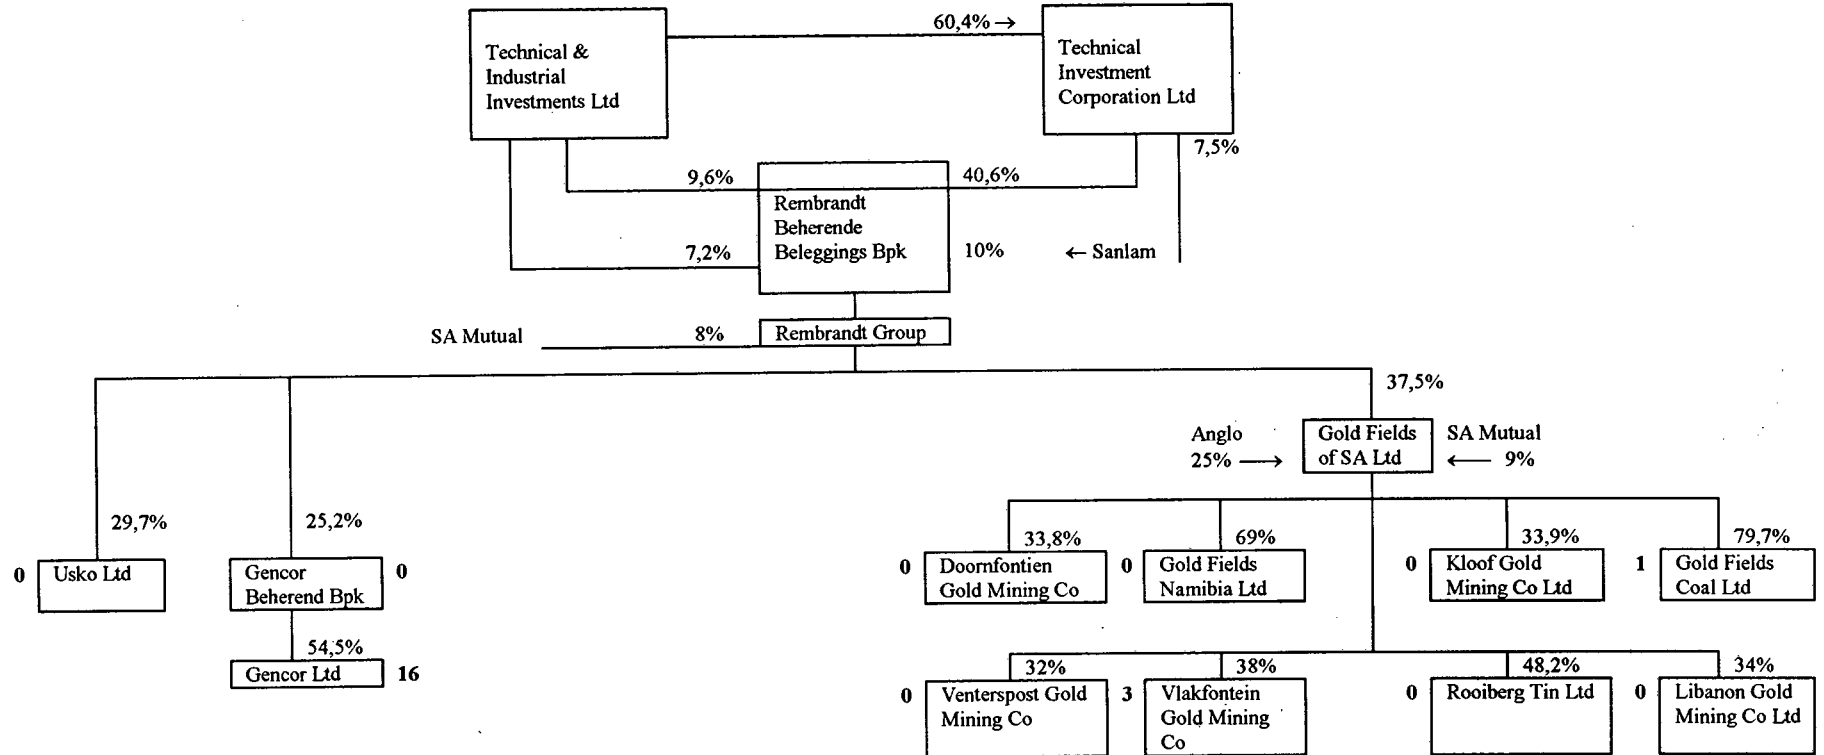 60,4% →
Technical &
Industrial
Investments Ltd
Technical
Investment
Corporation Ltd
7,5%
9,6%
40,6%
Rembrandt
Beherende
Beleggings Bpk
7,2%
10%
← Sanlam
SA Mutual
8%
Rembrandt Group
37,5%
Anglo
25% →
Gold Fields
of SA Ltd
SA Mutual
← 9%
29,7%
25,2%
0
Usko Ltd
Gencor
Beherend Bpk
0
54,5%
Gencor Ltd
16
33,8%
0
Doornfontien
Gold Mining Co
69%
0
Gold Fields
Namibia Ltd
33,9%
0
Kloof Gold
Mining Co Ltd
79,7%
1
Gold Fields
Coal Ltd
32%
0
Venterspost Gold
Mining Co
38%
3
Vlakfontein
Gold Mining
Co
48,2%
0
Rooiberg Tin Ltd
34%
0
Libanon Gold
Mining Co Ltd